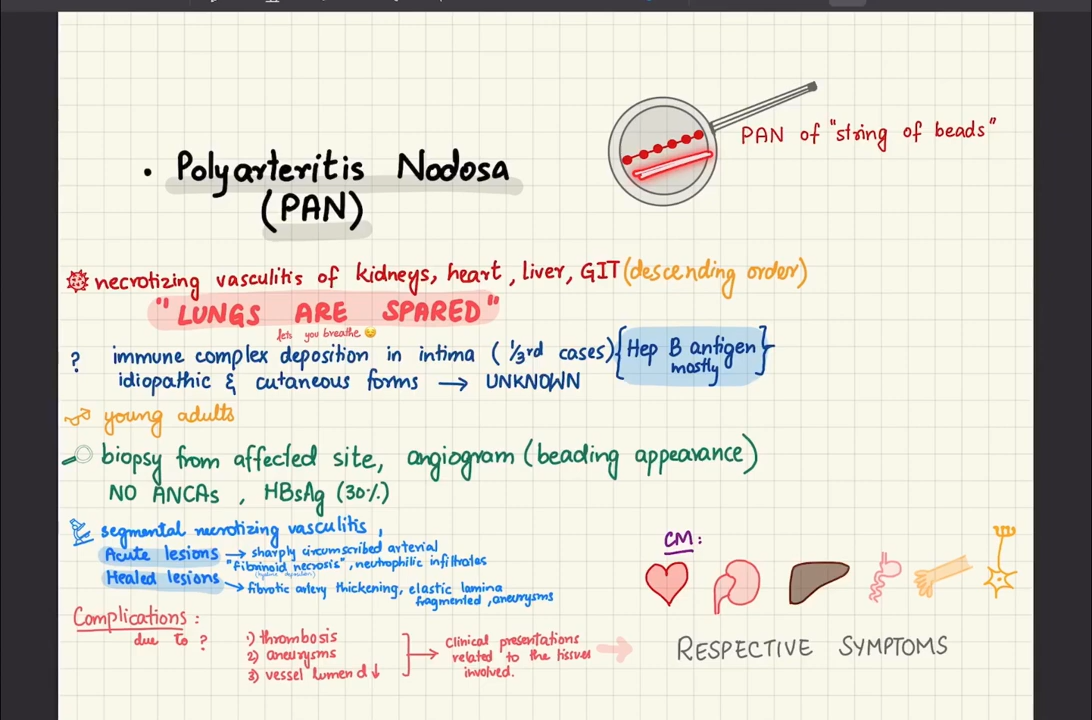 PAN of "string of beads"
• Polyarteritis Nodosa
(PAN)
necrotizing vasculitis of kidneys, heart, liver, GIT (descending order)
"LUNGS ARE SPARED"
lets you breathe
? immune complex deposition in intima (1/3rd cases) {Hep B antigen mostly}
idiopathic & cutaneous forms → UNKNOWN
young adults
biopsy from affected site, angiogram (beading appearance)
NO ANCAs, HBsAg (30%)
segmental necrotizing vasculitis,
Acute lesions → sharply circumscribed arterial
"fibrinoid necrosis", neutrophilic infiltrates
Healed lesions → fibrotic artery thickening, elastic lamina
fragmented, aneurysms
CM:
Complications:
due to ?
1) thrombosis
2) aneurysms
3) vessel lumen d ↓
→ Clinical presentations
related to the tissues
involved.
RESPECTIVE SYMPTOMS